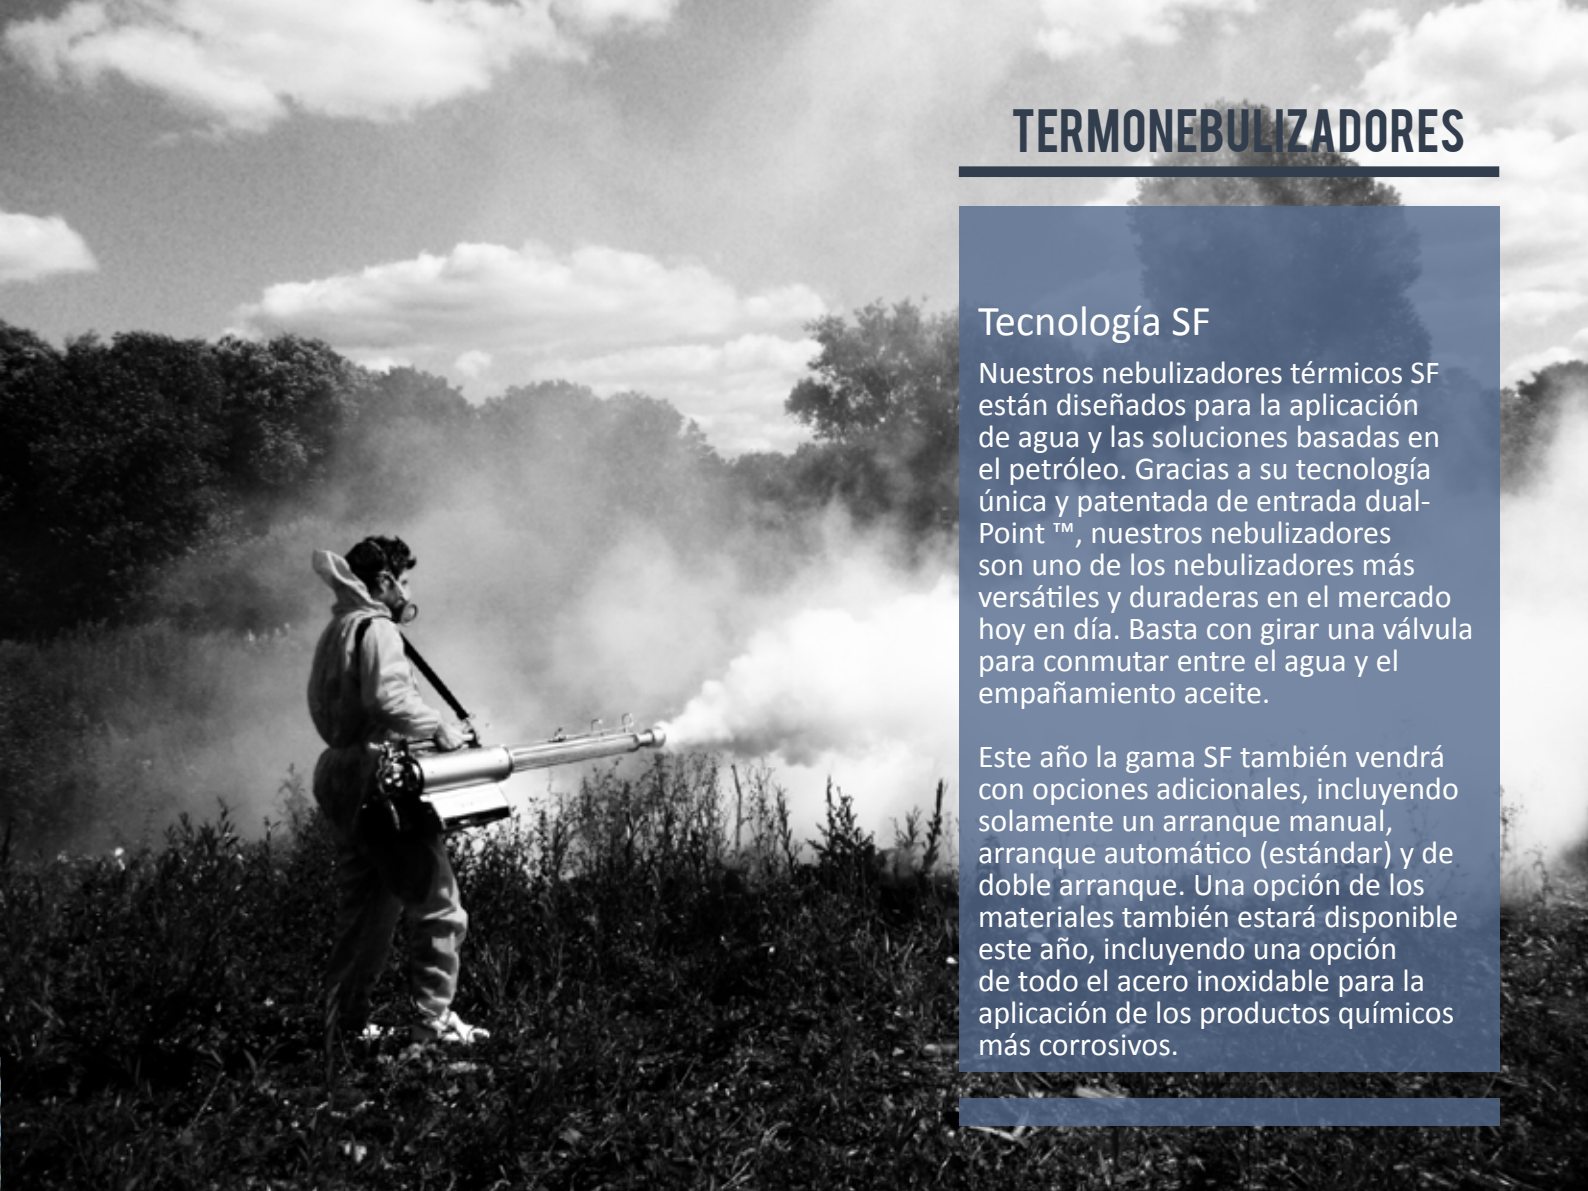 TERMONEBULIZADORES
Tecnología SF
Nuestros nebulizadores térmicos SF
están diseñados para la aplicación
de agua y las soluciones basadas en
el petróleo. Gracias a su tecnología
única y patentada de entrada dual-
Point ™, nuestros nebulizadores
son uno de los nebulizadores más
versátiles y duraderas en el mercado
hoy en día. Basta con girar una válvula
para conmutar entre el agua y el
empañamiento aceite.
Este año la gama SF también vendrá
con opciones adicionales, incluyendo
solamente un arranque manual,
arranque automático (estándar) y de
doble arranque. Una opción de los
materiales también estará disponible
este año, incluyendo una opción
de todo el acero inoxidable para la
aplicación de los productos químicos
más corrosivos.